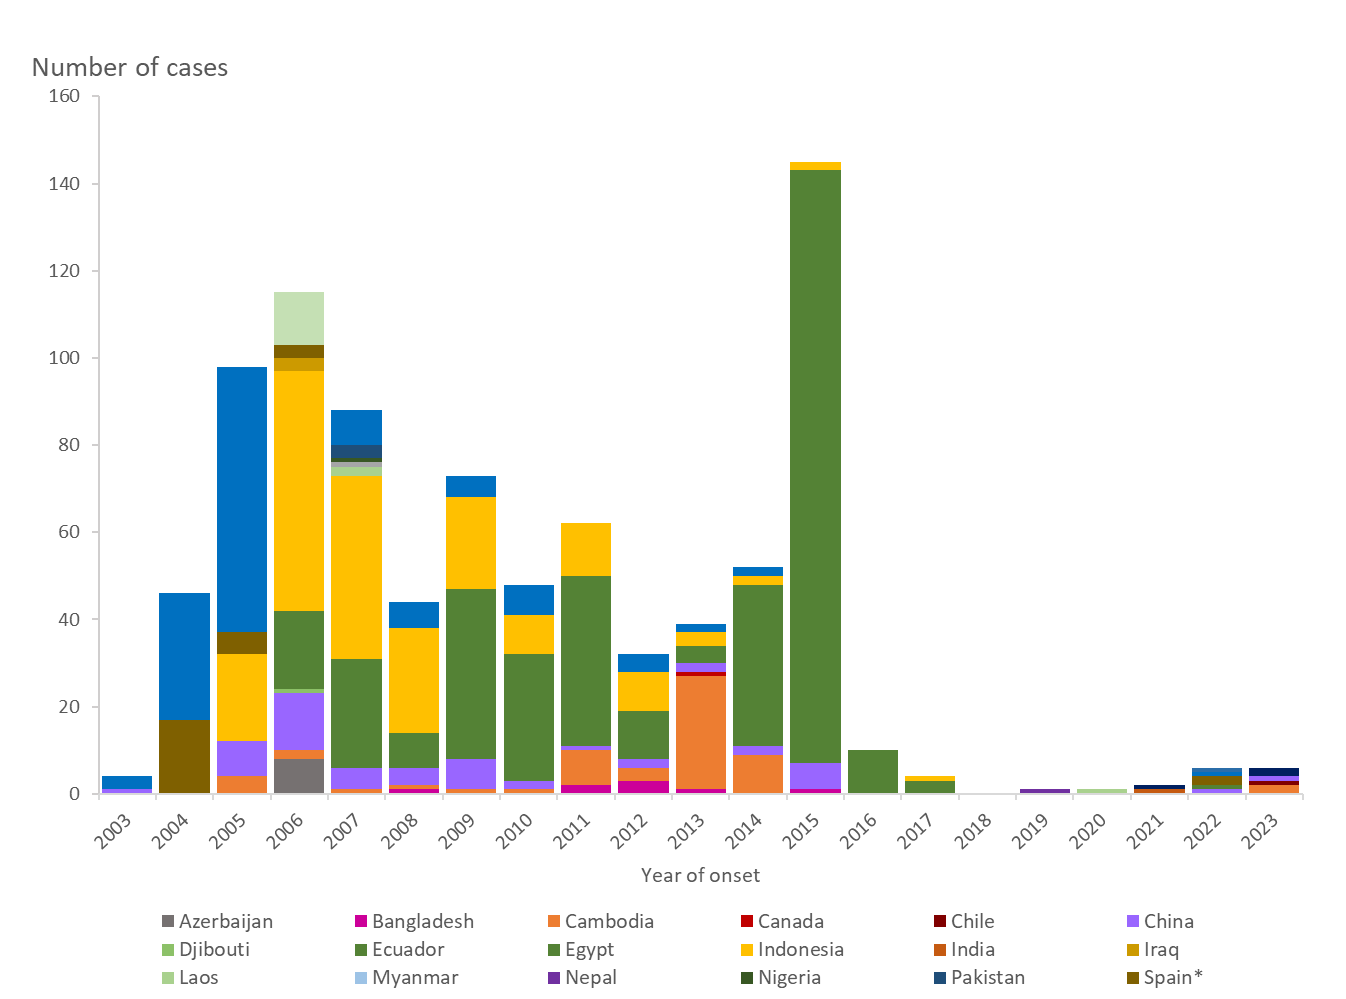 Number of cases
160
140
120
100
80
60
40
20
0
2003 2004 2005 2006 2007 2008 2009 2010 2011 2012 2013 2014 2015 2016 2017 2018 2019 2020 2021 2022 2023
Year of onset
Azerbaijan Bangladesh Cambodia Canada Chile China
Djibouti Ecuador Egypt Indonesia India Iraq
Laos Myanmar Nepal Nigeria Pakistan Spain*